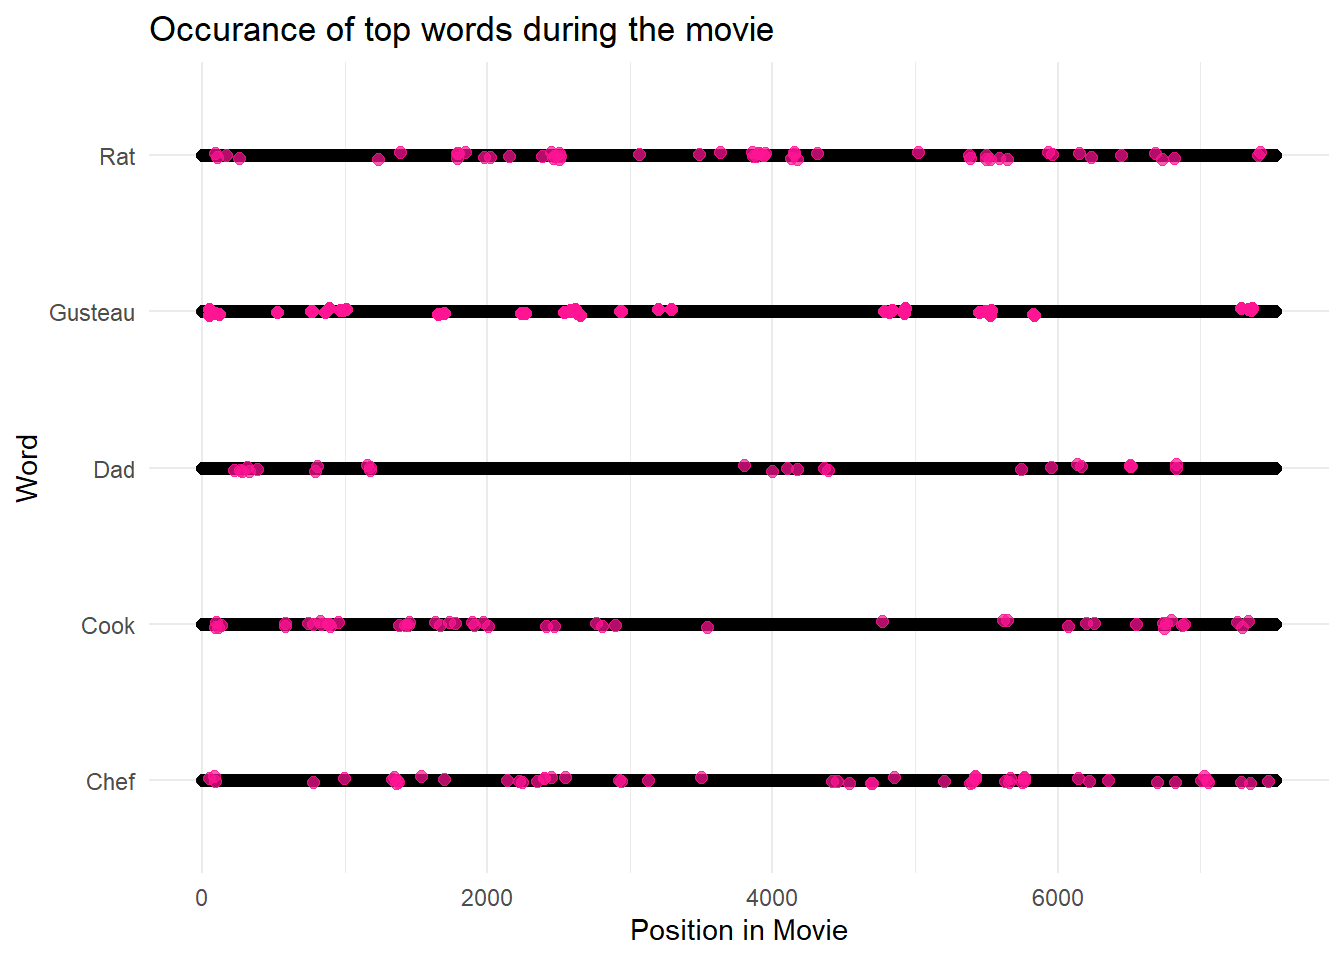 Occurance of top words during the movie
Word
Rat
Gusteau
Dad
Cook
Chef
0
2000
4000
6000
Position in Movie